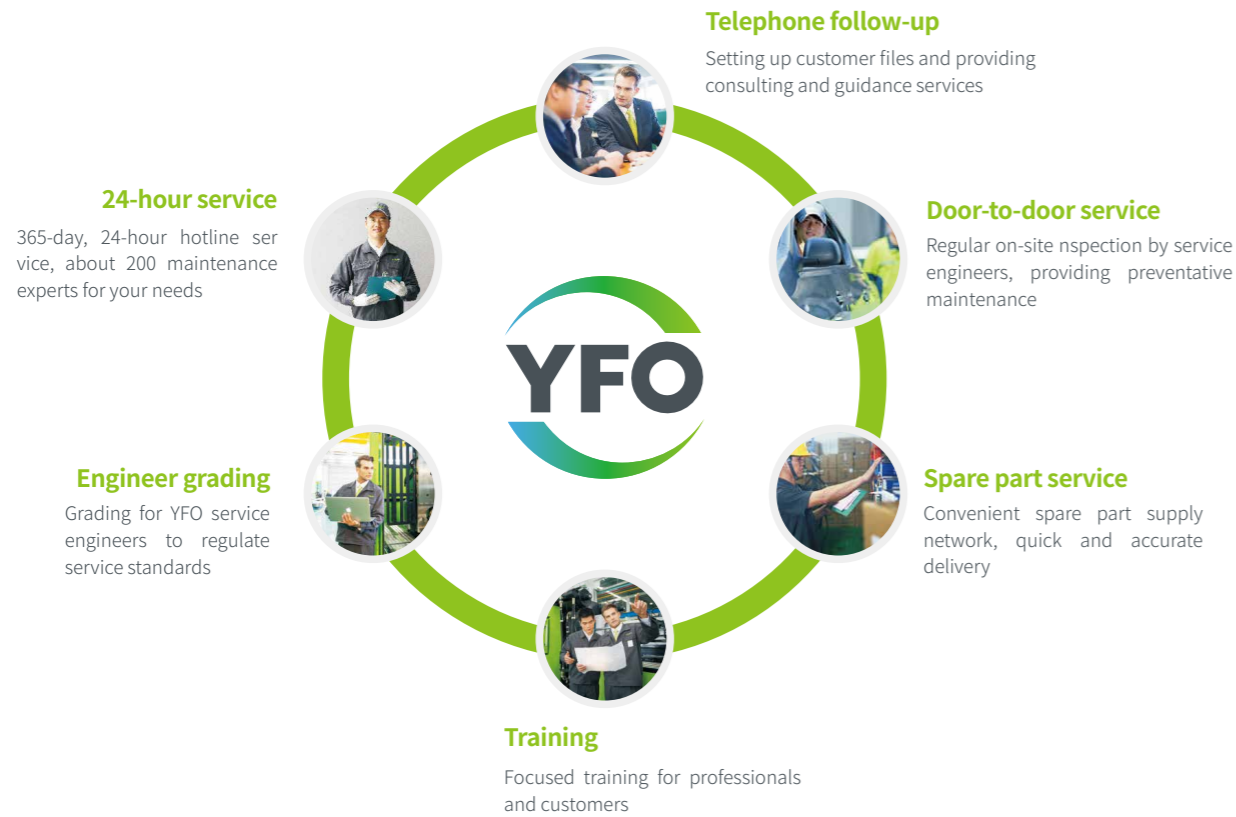 Telephone follow-up
Setting up customer files and providing
consulting and guidance services
24-hour service
365-day, 24-hour hotline ser
vice, about 200 maintenance
experts for your needs
Door-to-door service
Regular on-site nspection by service
engineers, providing preventative
maintenance
YFO
Engineer grading
Grading for YFO service
engineers to regulate
service standards
Spare part service
Convenient spare part supply
network, quick and accurate
delivery
Training
Focused training for professionals
and customers